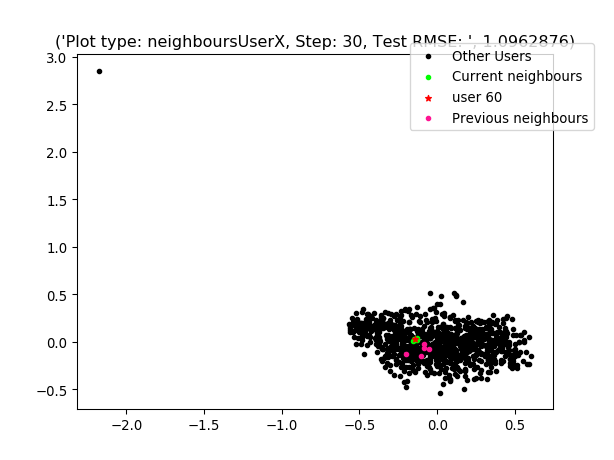 ('Plot type: neighboursUserX, Step: 30, Test RMSE: ', 1.0962876)
Other Users
Current neighbours
user 60
Previous neighbours
3.0
2.5
2.0
1.5
1.0
0.5
0.0
−0.5
−2.0 −1.5 −1.0 −0.5 0.0 0.5